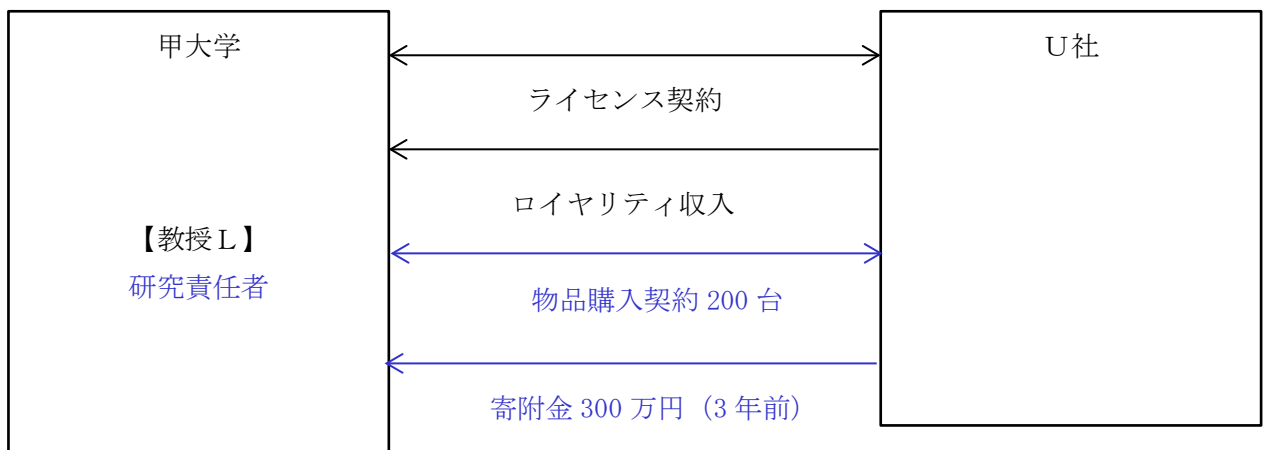 甲大学
U社
ライセンス契約
ロイヤリティ収入
【教授L】
研究責任者
物品購入契約 200 台
寄附金 300 万円（3 年前）